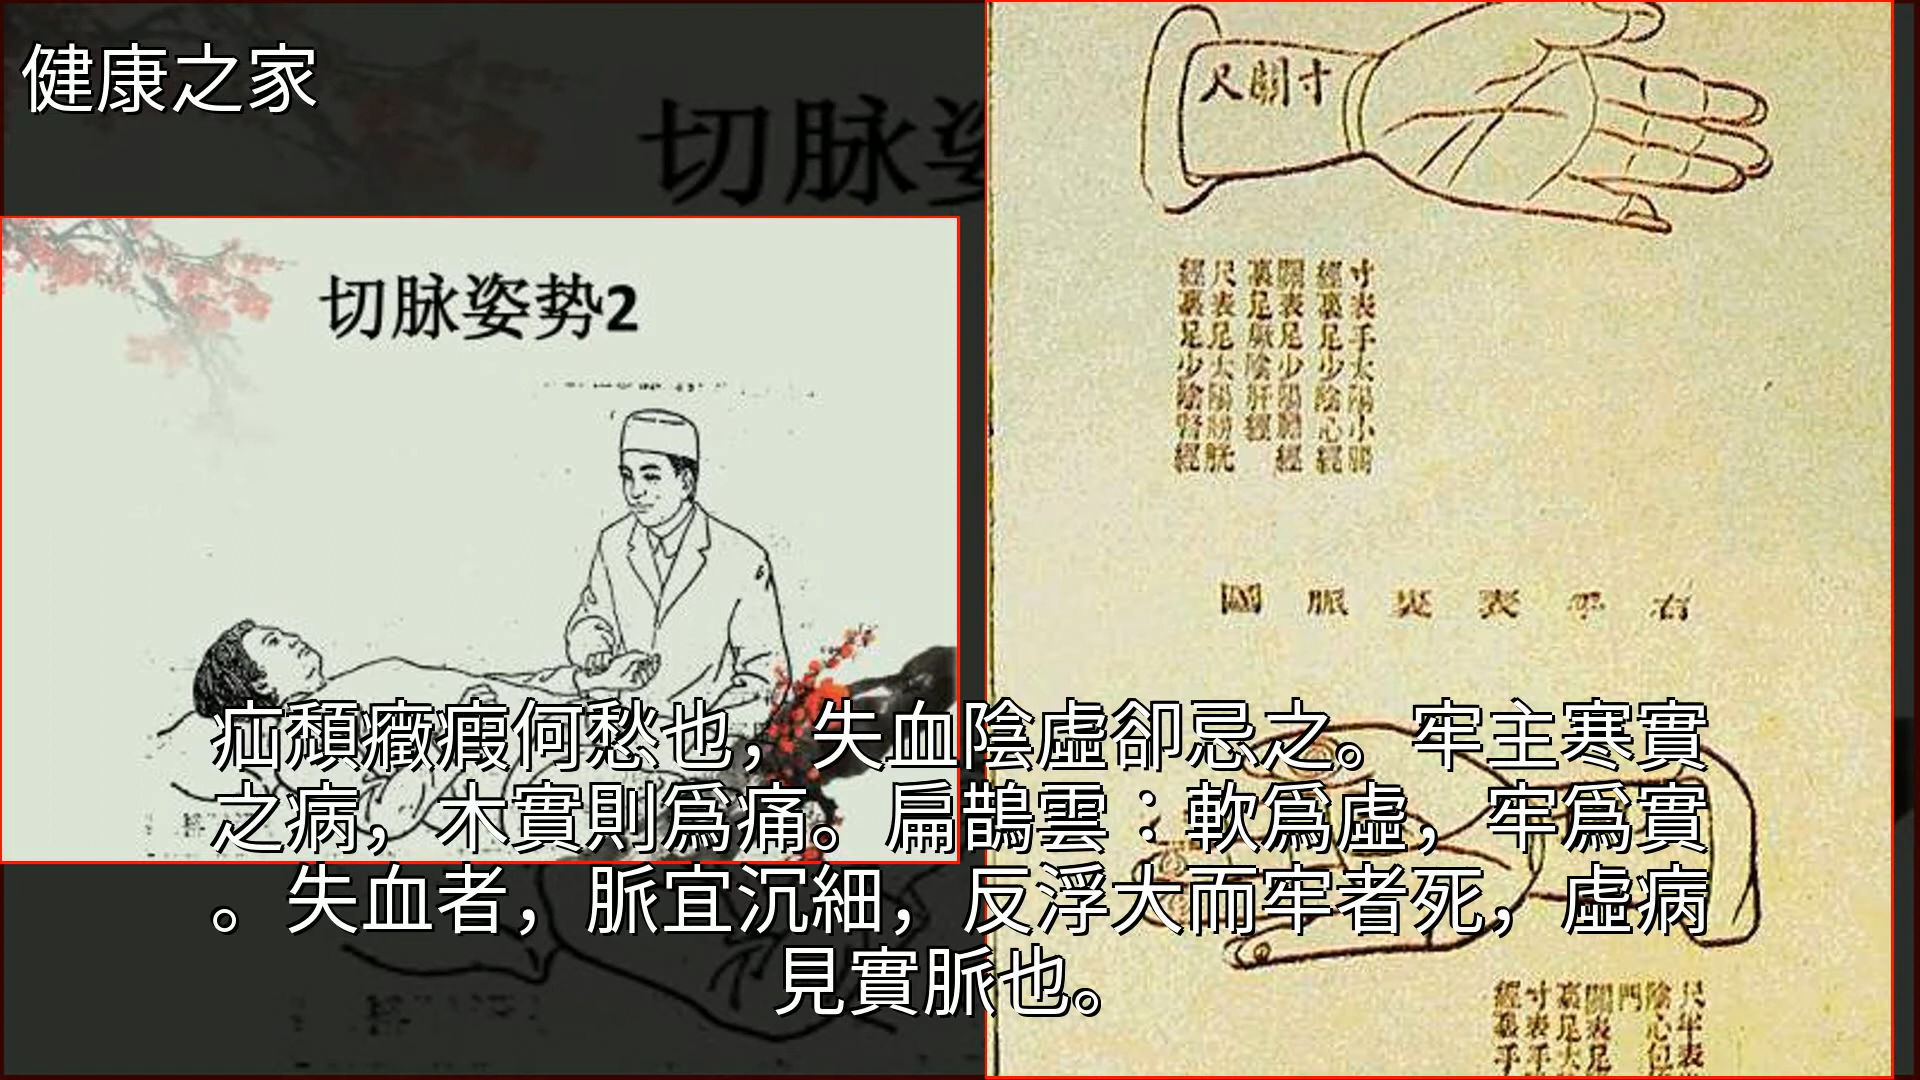 健康之家
切脉姿
切脉姿势2
尺關寸
寸表手太陽小腸
經裏足少陰心經
關表足少陽膽經
裏足厥陰肝經
尺表足太陽膀胱
經裏足少陰腎經
圖脈裏表手右
疝㿉癥瘕何愁也，失血陰虛卻忌之。牢主寒實
之病，木實則爲痛。扁鵲雲：軟爲虛，牢爲實
。失血者，脈宜沉細，反浮大而牢者死，虛病
見實脈也。